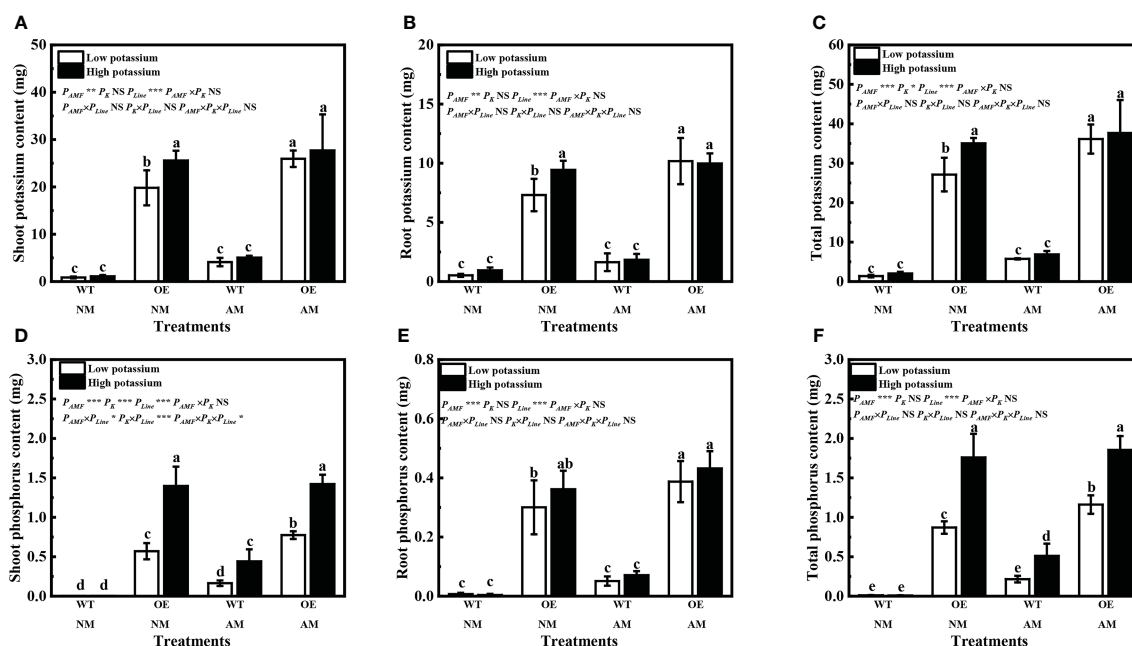 A
Shoot potassium content (mg)
50
40
30
20
10
0
Low potassium
High potassium
P_AMF ** P_K NS P_Line *** P_AMF ×P_K NS
P_AMF×P_Line NS P_K×P_Line NS P_AMF×P_K×P_Line NS
c c b a c c a a
WT OE WT OE
NM NM AM AM
Treatments
B
Root potassium content (mg)
20
15
10
5
0
Low potassium
High potassium
P_AMF ** P_K NS P_Line *** P_AMF ×P_K NS
P_AMF×P_Line NS P_K×P_Line NS P_AMF×P_K×P_Line NS
c c b a c c a a
WT OE WT OE
NM NM AM AM
Treatments
C
Total potassium content (mg)
60
50
40
30
20
10
0
Low potassium
High potassium
P_AMF *** P_K * P_Line *** P_AMF ×P_K NS
P_AMF×P_Line NS P_K×P_Line NS P_AMF×P_K×P_Line NS
c c b a c c a a
WT OE WT OE
NM NM AM AM
Treatments
D
Shoot phosphorus content (mg)
3.0
2.5
2.0
1.5
1.0
0.5
0.0
Low potassium
High potassium
P_AMF *** P_K *** P_Line *** P_AMF ×P_K NS
P_AMF×P_Line * P_K×P_Line *** P_AMF×P_K×P_Line *
d d c a d c b a
WT OE WT OE
NM NM AM AM
Treatments
E
Root phosphorus content (mg)
0.8
0.6
0.4
0.2
0.0
Low potassium
High potassium
P_AMF *** P_K NS P_Line *** P_AMF ×P_K NS
P_AMF×P_Line NS P_K×P_Line NS P_AMF×P_K×P_Line NS
c c b ab c c a a
WT OE WT OE
NM NM AM AM
Treatments
F
Total phosphorus content (mg)
3.0
2.5
2.0
1.5
1.0
0.5
0.0
Low potassium
High potassium
P_AMF *** P_K NS P_Line *** P_AMF ×P_K NS
P_AMF×P_Line NS P_K×P_Line NS P_AMF×P_K×P_Line NS
e e c a e d b a
WT OE WT OE
NM NM AM AM
Treatments